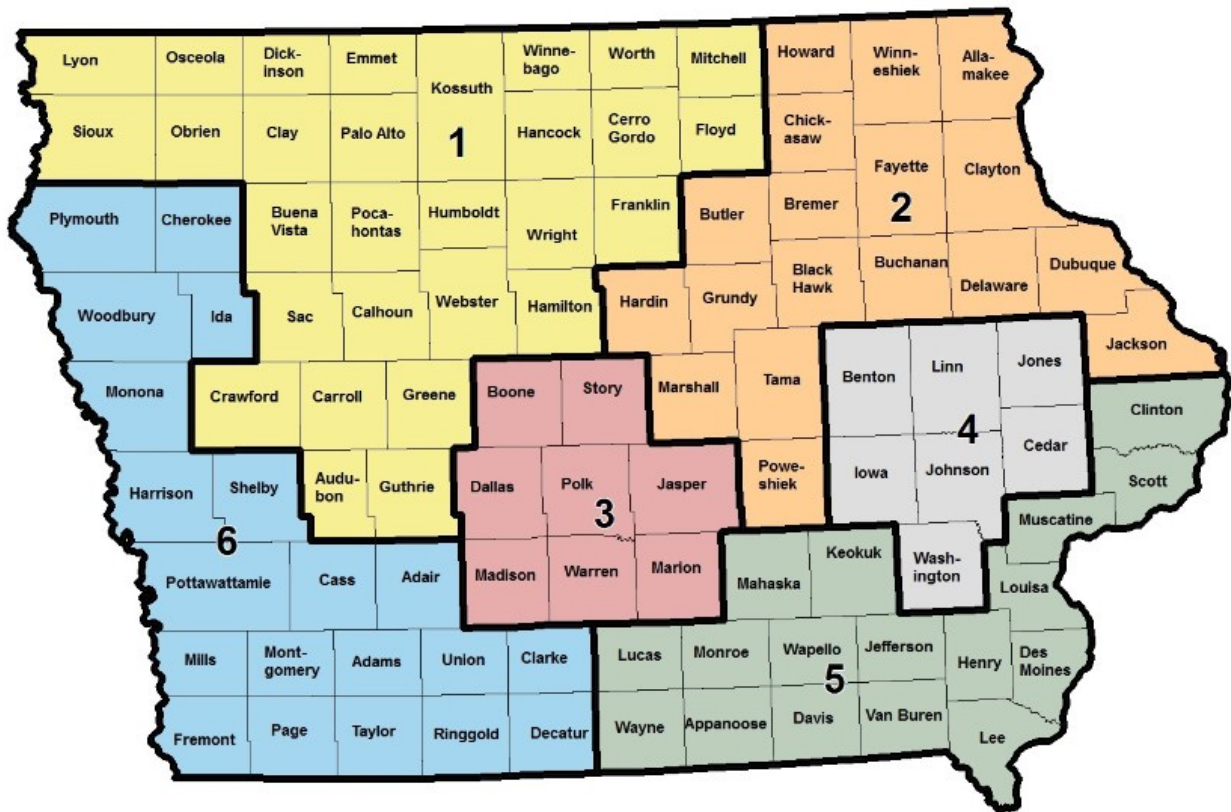 Lyon
Osceola
Dick-
inson
Emmet
Kossuth
Winne-
bago
Worth
Mitchell
Howard
Winn-
eshiek
Alla-
makee
Sioux
Obrien
Clay
Palo Alto
1
Hancock
Cerro
Gordo
Floyd
Chick-
asaw
Fayette
Clayton
Plymouth
Cherokee
Buena
Vista
Poca-
hontas
Humboldt
Wright
Franklin
Butler
Bremer
2
Woodbury
Ida
Sac
Calhoun
Webster
Hamilton
Hardin
Grundy
Black
Hawk
Buchanan
Delaware
Dubuque
Jackson
Monona
Crawford
Carroll
Greene
Boone
Story
Marshall
Tama
Benton
Linn
Jones
Clinton
Harrison
Shelby
Audu-
bon
Guthrie
Dallas
Polk
Jasper
3
Powe-
shiek
Iowa
Johnson
4
Cedar
Scott
Muscatine
6
Pottawattamie
Cass
Adair
Madison
Warren
Marion
Mahaska
Keokuk
Wash-
ington
Louisa
Mills
Mont-
gomery
Adams
Union
Clarke
Lucas
Monroe
Wapello
Jefferson
5
Henry
Des
Moines
Fremont
Page
Taylor
Ringgold
Decatur
Wayne
Appanoose
Davis
Van Buren
Lee